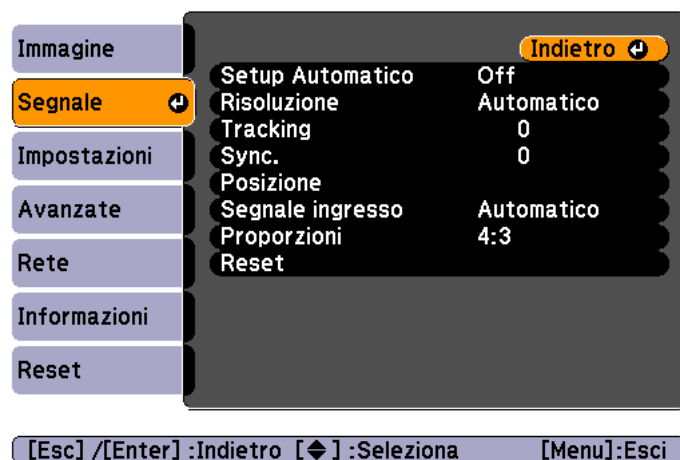 Immagine
Segnale
Impostazioni
Avanzate
Rete
Informazioni
Reset
Indietro
Setup Automatico Off
Risoluzione Automatico
Tracking 0
Sync. 0
Posizione
Segnale ingresso Automatico
Proporzioni 4:3
Reset
[Esc] /[Enter] :Indietro [◆] :Seleziona [Menu]:Esci